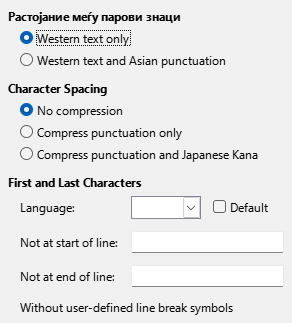 Растојание меѓу парови знаци
Western text only
Western text and Asian punctuation
Character Spacing
No compression
Compress punctuation only
Compress punctuation and Japanese Kana
First and Last Characters
Language: Default
Not at start of line:
Not at end of line:
Without user-defined line break symbols